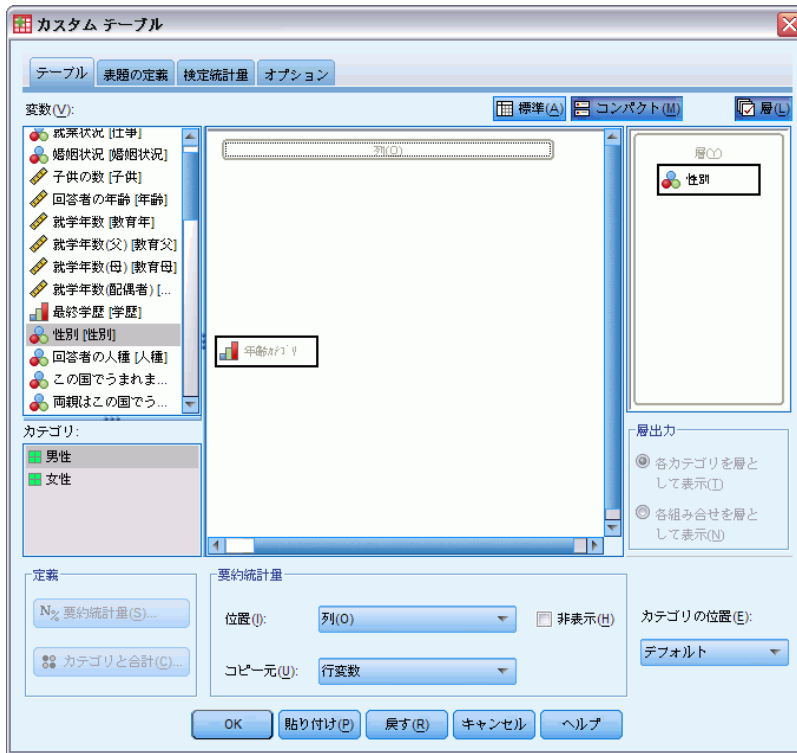 カスタム テーブル
テーブル 表題の定義 検定統計量 オプション
変数(V): 標準(A) コンパクト(M) 層(L)
就業状況 [仕事]
婚姻状況 [婚姻状況]
子供の数 [子供]
回答者の年齢 [年齢]
就学年数 [教育年]
就学年数(父) [教育父]
就学年数(母) [教育母]
就学年数(配偶者) [...
最終学歴 [学歴]
性別 [性別]
回答者の人種 [人種]
この国でうまれま...
両親はこの国でう...
列(O)
年齢カテゴリ
層(Y)
性別
カテゴリ:
男性
女性
層出力
各カテゴリを層と
して表示(T)
各組み合せを層と
して表示(N)
定義
N% 要約統計量(S)...
カテゴリと合計(C)...
要約統計量
位置(I): 列(O) 非表示(H)
コピー元(U): 行変数
カテゴリの位置(E):
デフォルト
OK 貼り付け(P) 戻す(R) キャンセル ヘルプ